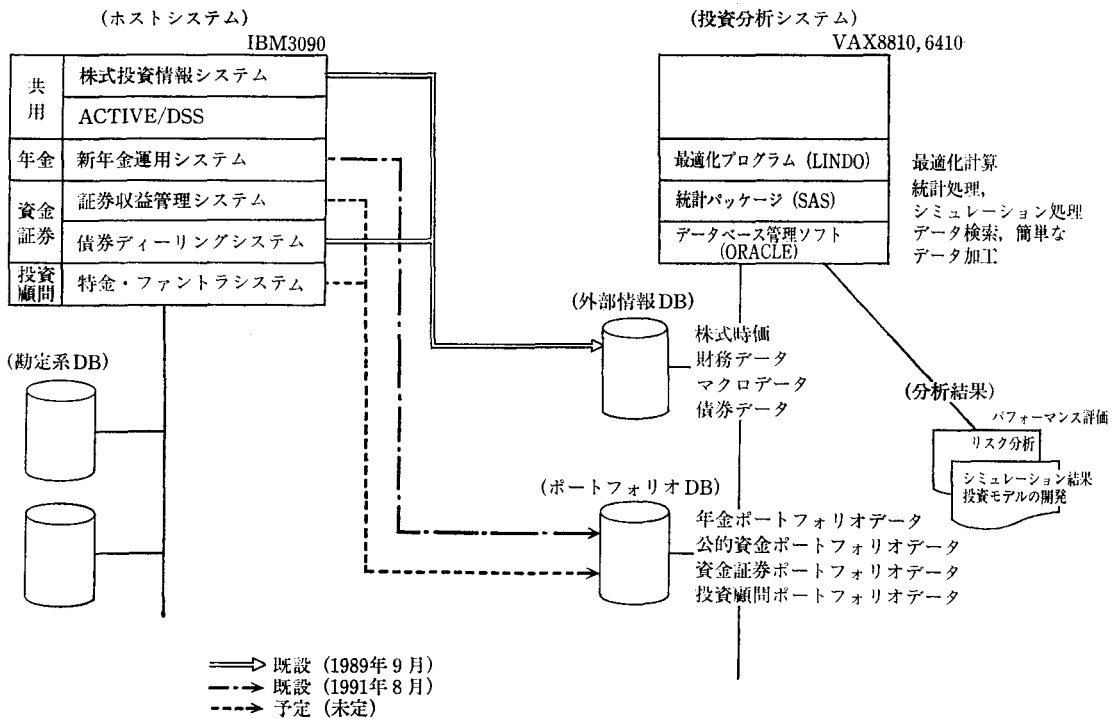 (ホストシステム)
IBM3090
共用
株式投資情報システム
ACTIVE/DSS
年金
新年金運用システム
資金証券
証券収益管理システム
債券ディーリングシステム
投資顧問
特金・ファントラシステム
(勘定系DB)
(投資分析システム)
VAX8810, 6410
最適化プログラム (LINDO)
統計パッケージ (SAS)
データベース管理ソフト
(ORACLE)
最適化計算
統計処理,
シミュレーション処理
データ検索, 簡単な
データ加工
(外部情報DB)
株式時価
財務データ
マクロデータ
債券データ
(分析結果)
パフォーマンス評価
リスク分析
シミュレーション結果
投資モデルの開発
(ポートフォリオDB)
年金ポートフォリオデータ
公的資金ポートフォリオデータ
資金証券ポートフォリオデータ
投資顧問ポートフォリオデータ
既設 (1989年9月)
既設 (1991年8月)
予定 (未定)